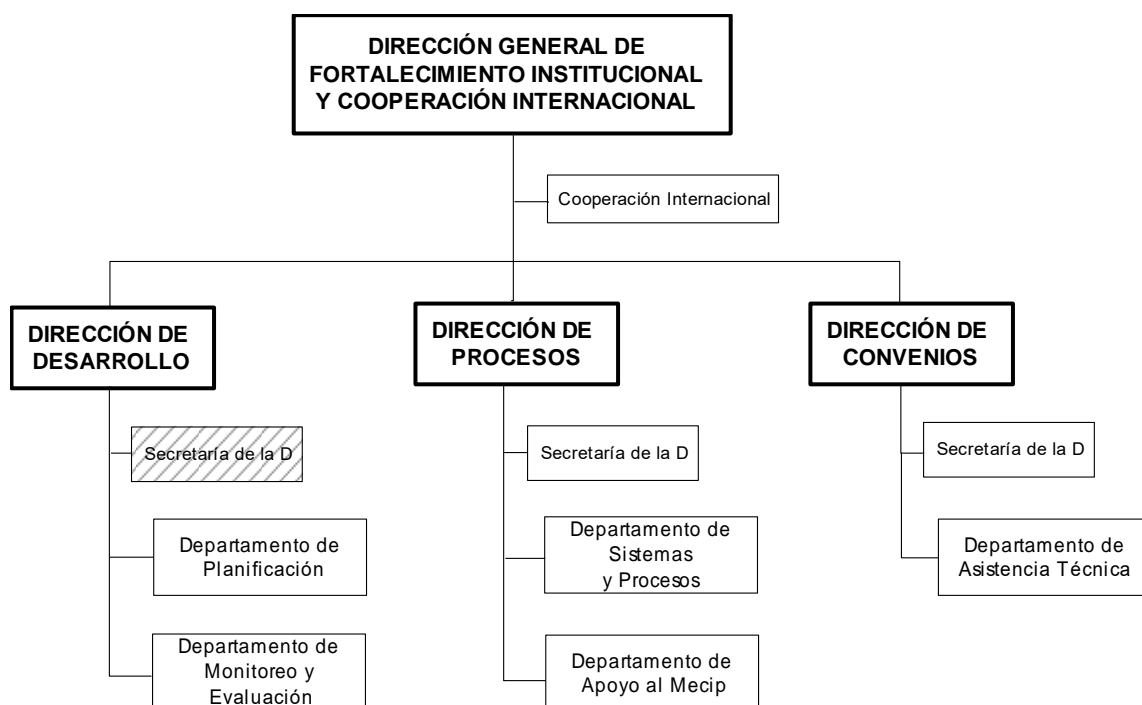 DIRECCIÓN GENERAL DE
FORTALECIMIENTO INSTITUCIONAL
Y COOPERACIÓN INTERNACIONAL
Cooperación Internacional
DIRECCIÓN DE
DESARROLLO
Secretaría de la D
Departamento de
Planificación
Departamento de
Monitoreo y
Evaluación
DIRECCIÓN DE
PROCESOS
Secretaría de la D
Departamento de
Sistemas
y Procesos
Departamento de
Apoyo al Mecip
DIRECCIÓN DE
CONVENIOS
Secretaría de la D
Departamento de
Asistencia Técnica